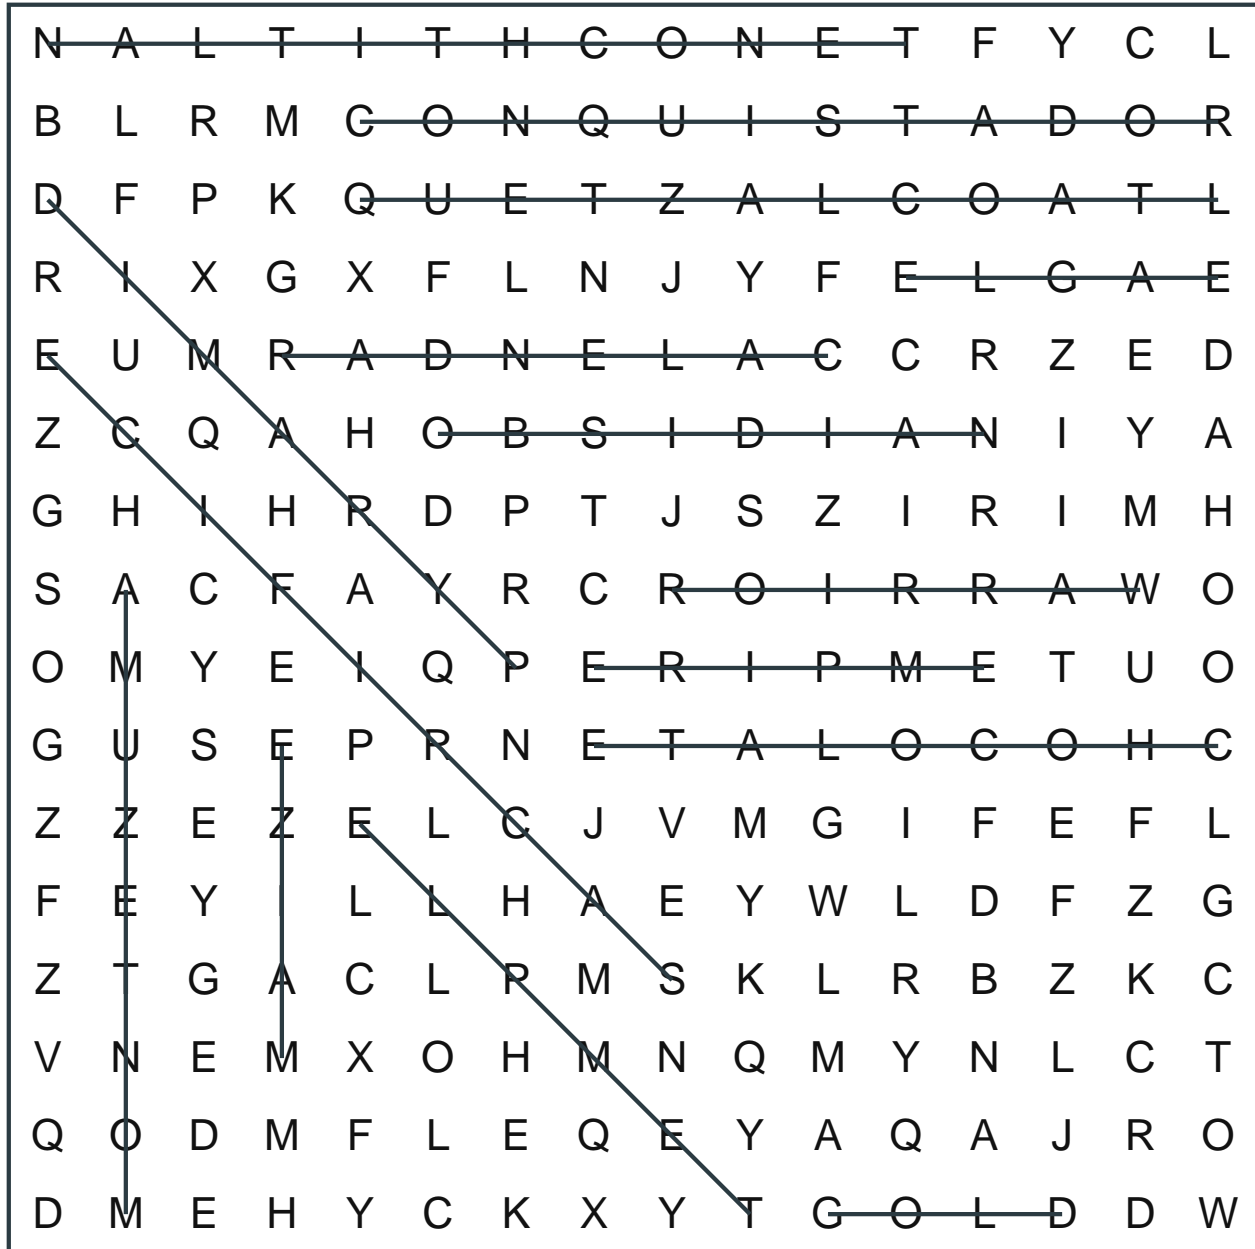 N A L T I T H C O N E T F Y C L
B L R M C O N Q U I S T A D O R
D F P K Q U E T Z A L C O A T L
R I X G X F L N J Y F E L G A E
E U M R A D N E L A C C R Z E D
Z C Q A H O B S I D I A N I Y A
G H I H R D P T J S Z I R I M H
S A C F A Y R C R O I R R A W O
O M Y E I Q P E R I P M E T U O
G U S E P R N E T A L O C O H C
Z Z E Z E L C J V M G I F E F L
F E Y I L L H A E Y W L D F Z G
Z T G A C L P M S K L R B Z K C
V N E M X O H M N Q M Y N L C T
Q O D M F L E Q E Y A Q A J R O
D M E H Y C K X Y T G O L D D W